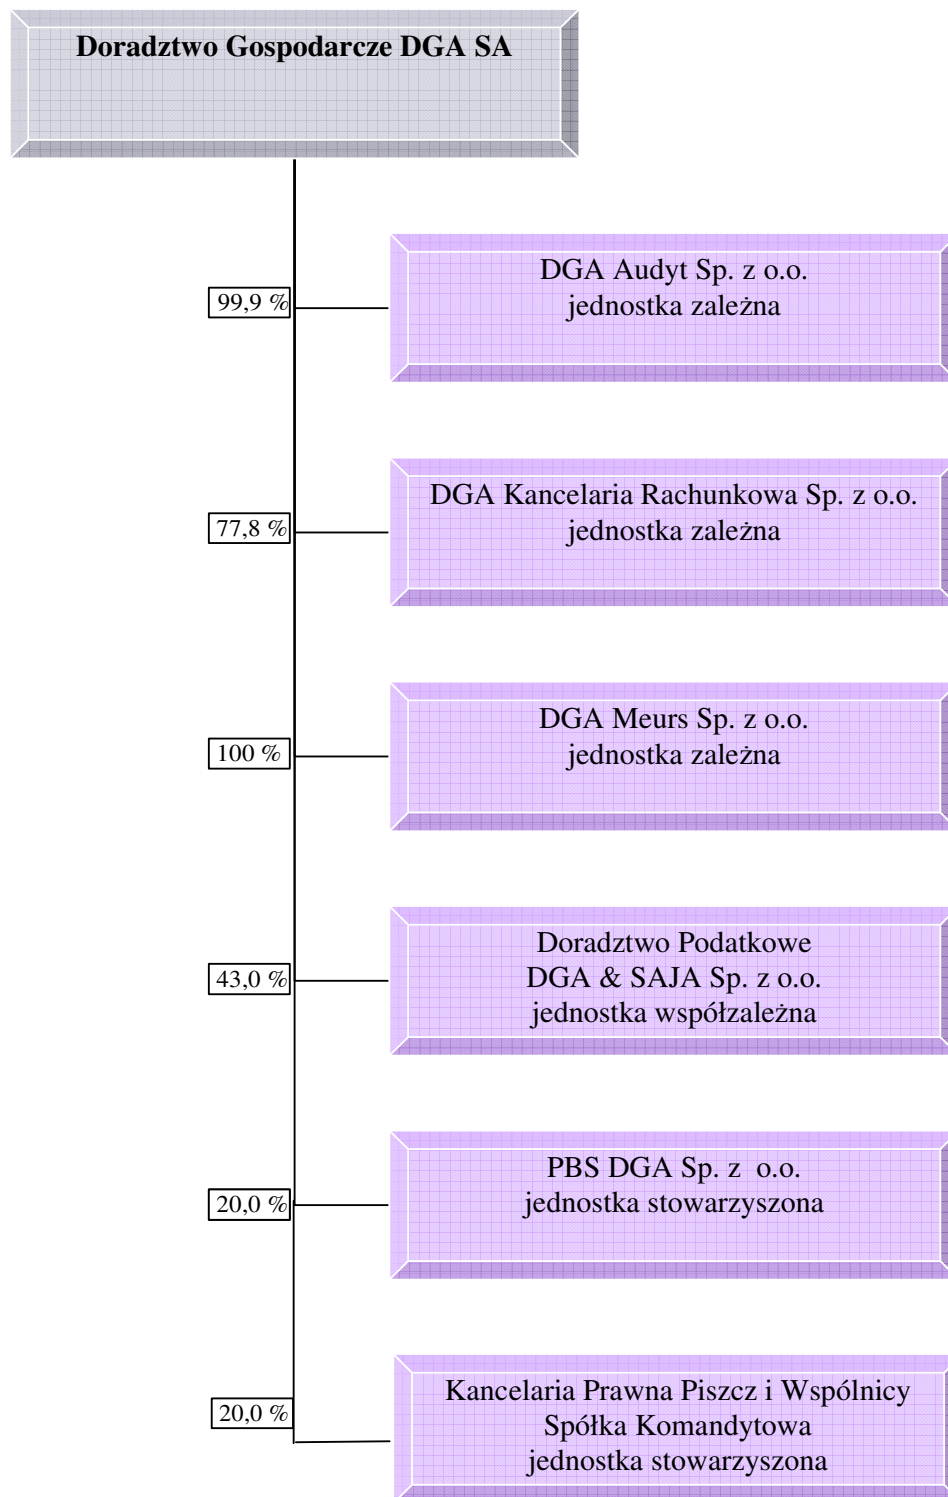 Doradztwo Gospodarcze DGA SA
99,9 %
DGA Audyt Sp. z o.o.
jednostka zależna
77,8 %
DGA Kancelaria Rachunkowa Sp. z o.o.
jednostka zależna
100 %
DGA Meurs Sp. z o.o.
jednostka zależna
43,0 %
Doradztwo Podatkowe
DGA & SAJA Sp. z o.o.
jednostka współzależna
20,0 %
PBS DGA Sp. z o.o.
jednostka stowarzyszona
20,0 %
Kancelaria Prawna Piszcz i Wspólnicy
Spółka Komandytowa
jednostka stowarzyszona